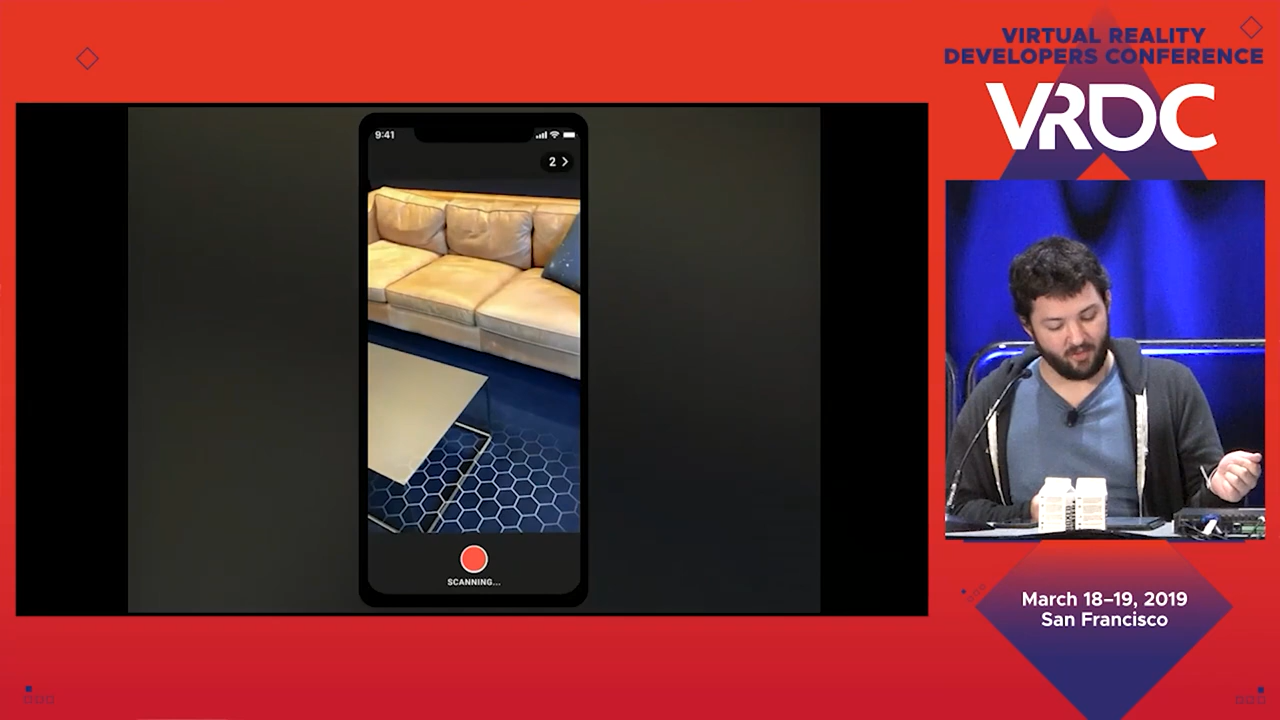 VIRTUAL REALITY
DEVELOPERS CONFERENCE
VRDC
9:41
2
SCANNING...
March 18–19, 2019
San Francisco